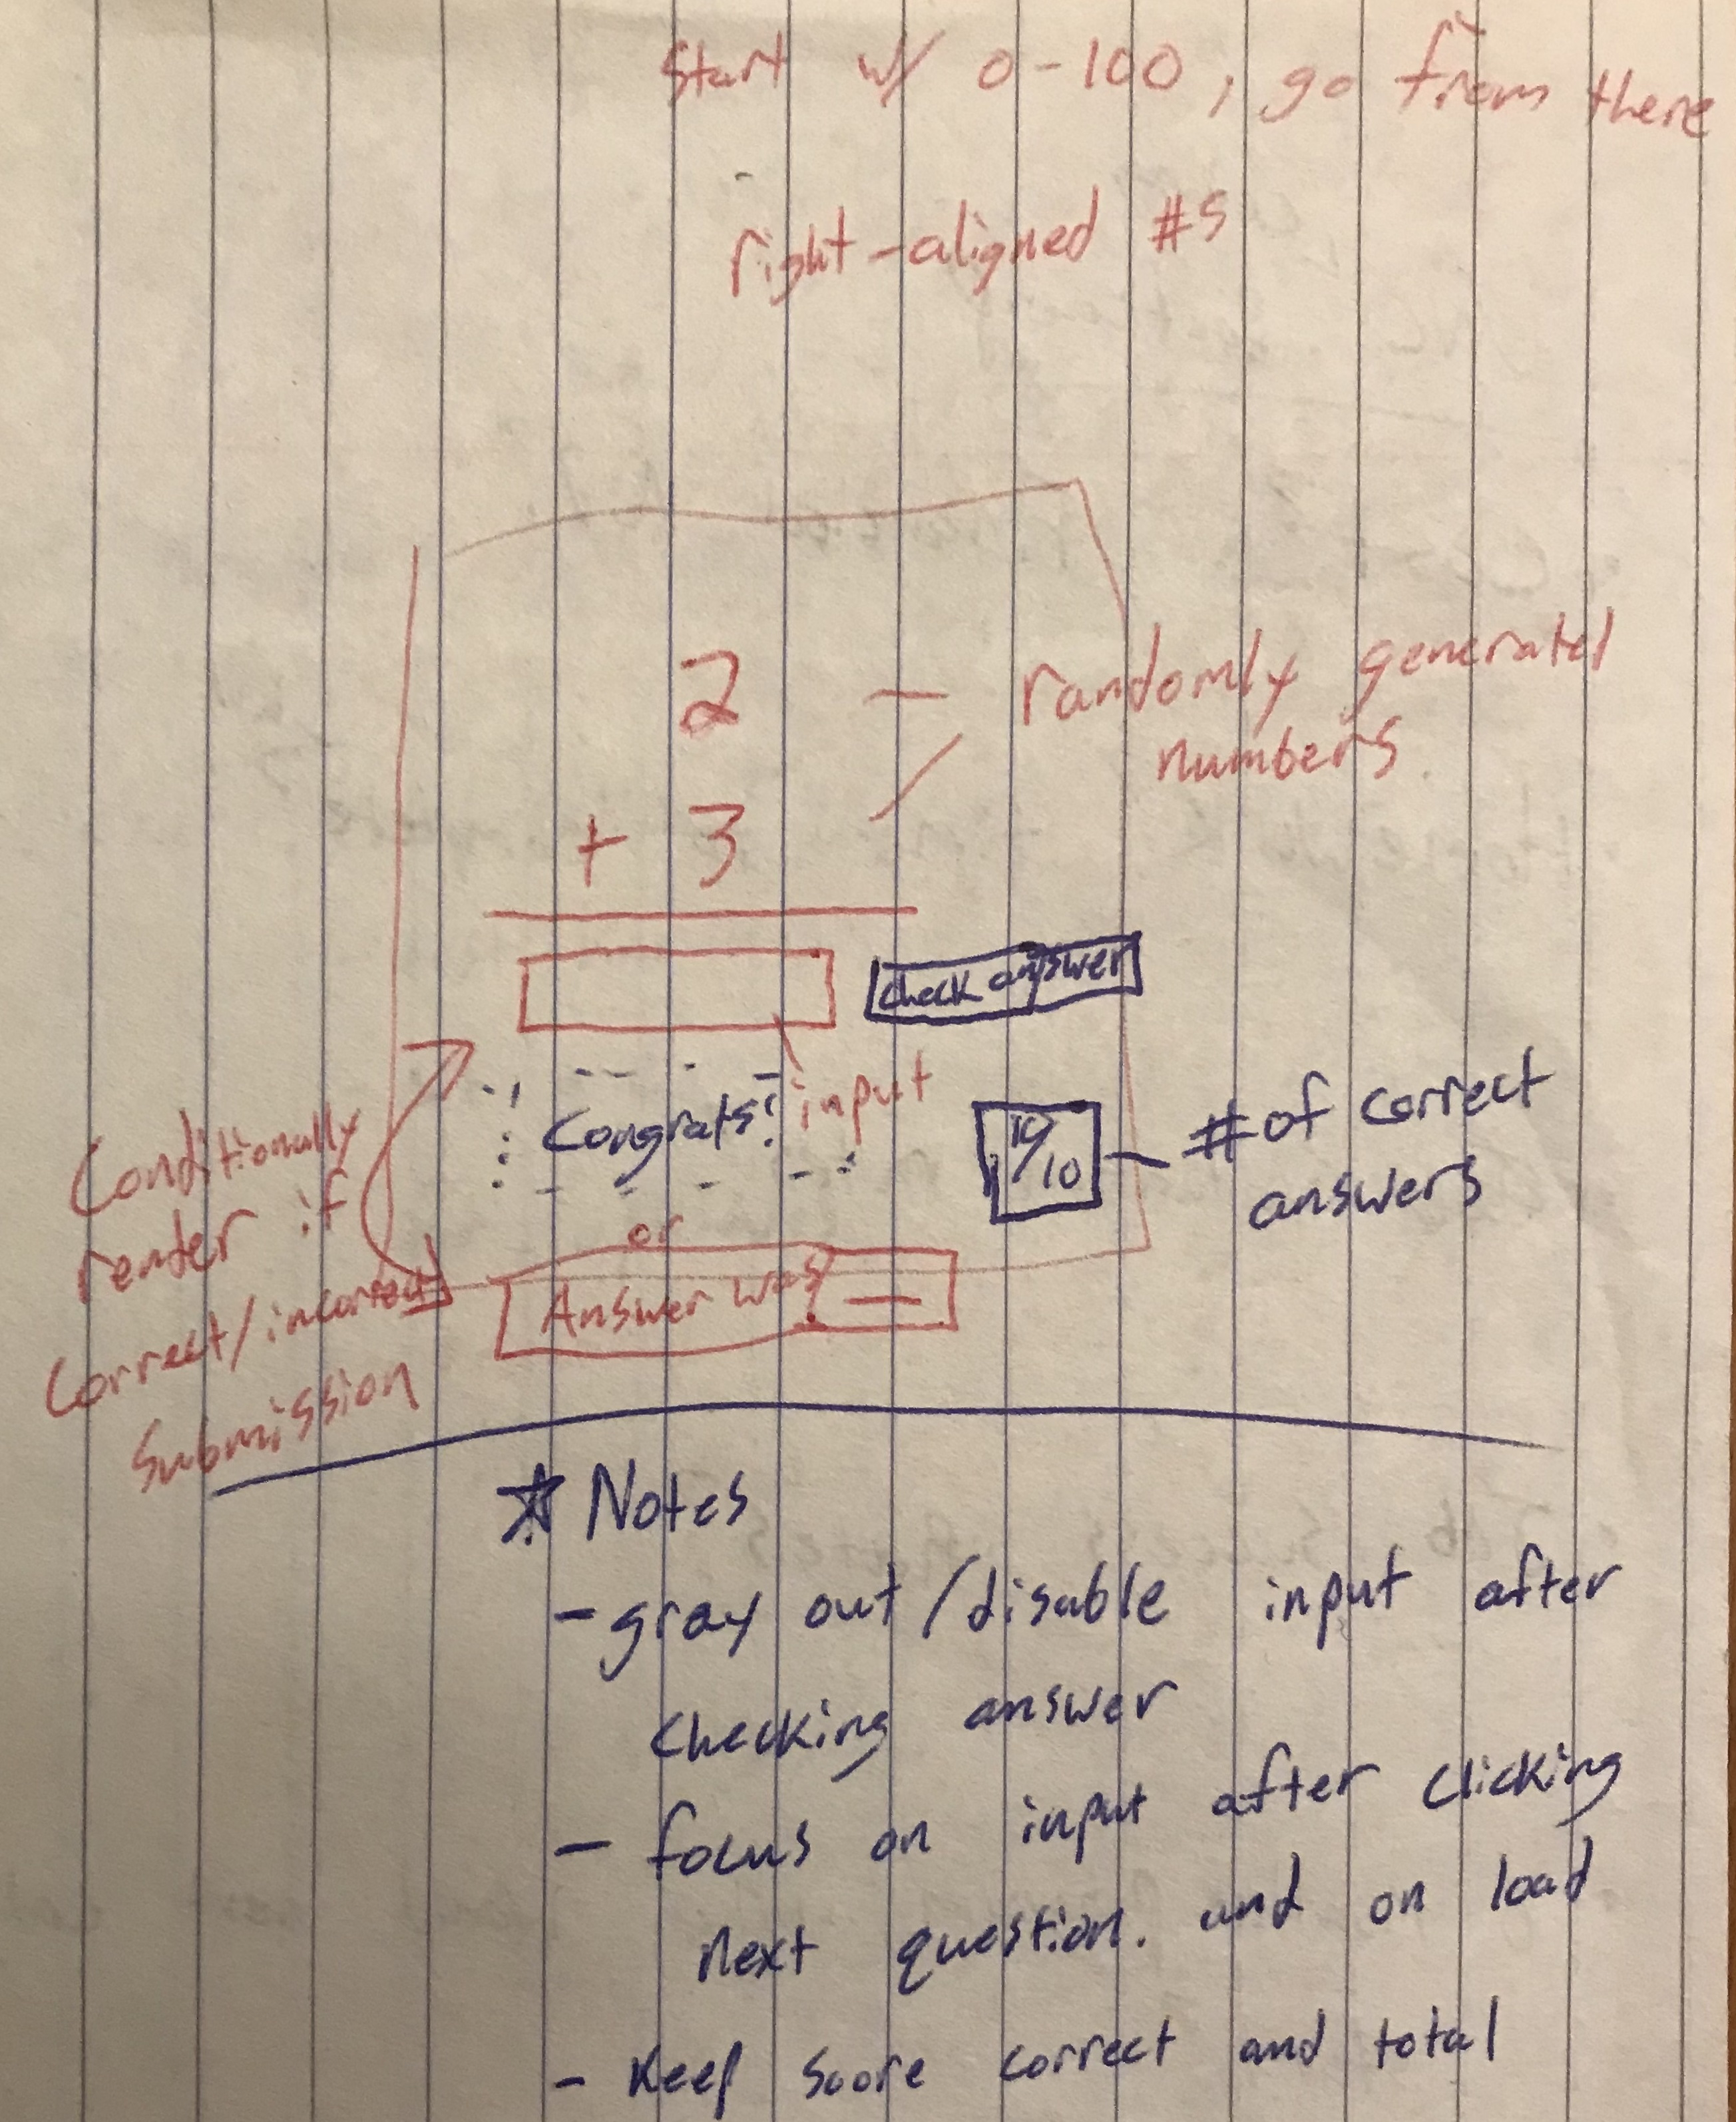 Start w/ 0-100, go from there
right-aligned #s
2 — randomly generated
numbers
+ 3
check answer
Congrats! input
10/10 # of correct
answers
or
Answer was
Conditionally
render if
correct/incorrect
submission
Notes
- gray out/disable input after
checking answer
- focus on input after clicking
next question. and on load
- Keep score correct and total